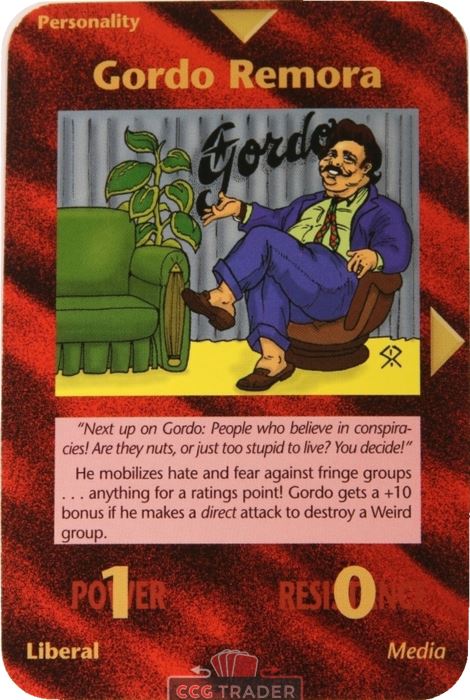 Personality
Gordo Remora
Gordo
"Next up on Gordo: People who believe in conspira-
cies! Are they nuts, or just too stupid to live? You decide!"
He mobilizes hate and fear against fringe groups
. . . anything for a ratings point! Gordo gets a +10
bonus if he makes a direct attack to destroy a Weird
group.
POWER 1 RESISTANCE 0
Liberal Media
CCG TRADER